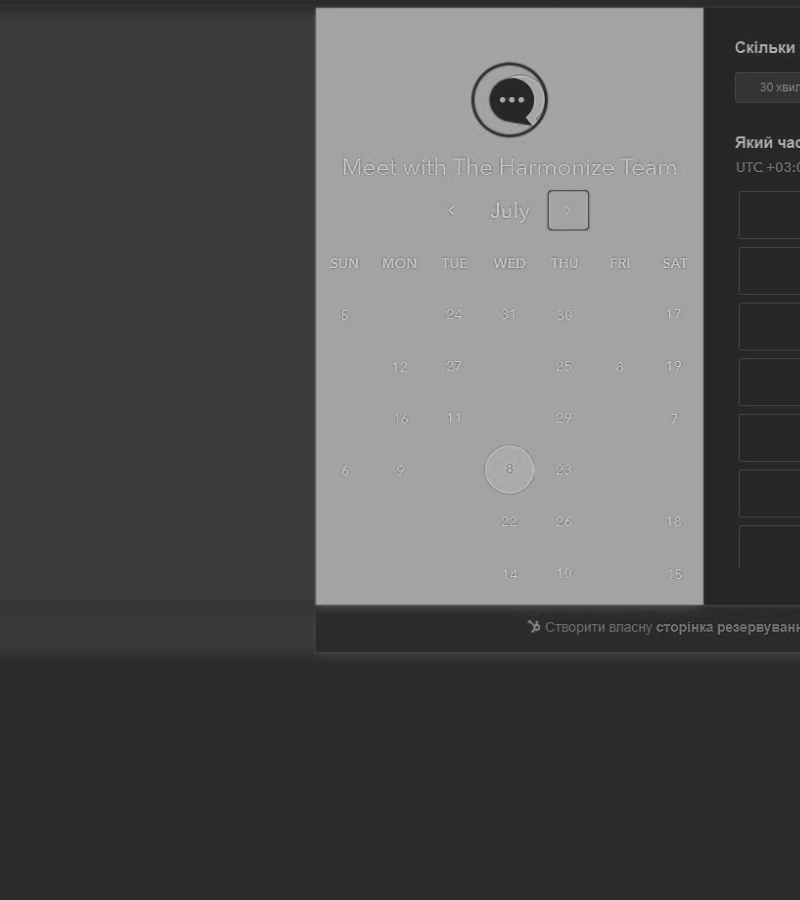 Скільки
30 хвил
Який час
UTC +03:0
Meet with The Harmonize Team
July
SUN MON TUE WED THU FRI SAT
5 24 31 30 17
12 27 25 8 19
16 11 29 7
6 9 8 23
22 26 18
14 10 15
Створити власну сторінка резервуванн